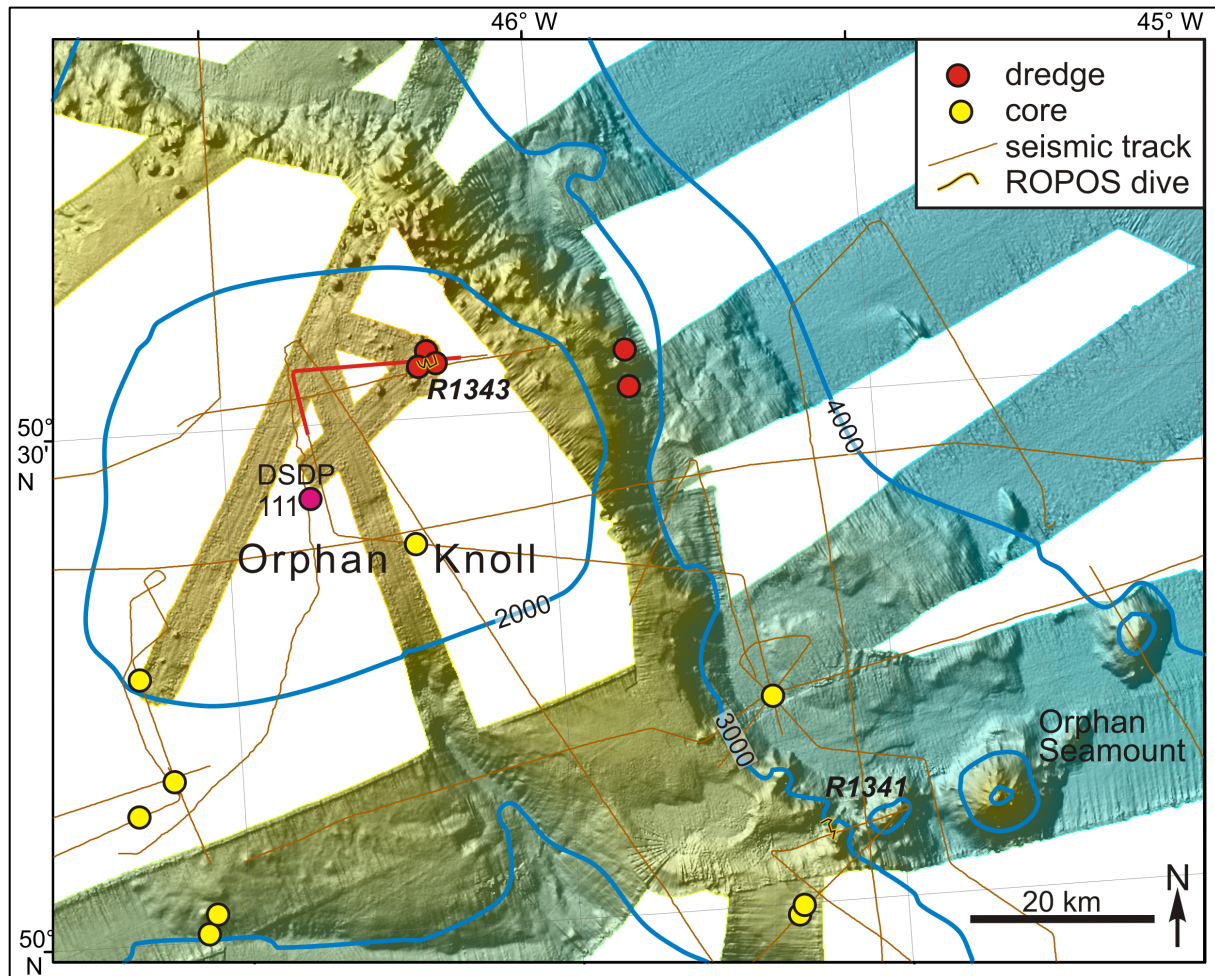 46° W
45° W
dredge
core
seismic track
ROPOS dive
R1343
4000
50°
30'
N
DSDP
111
Orphan Knoll
2000
Orphan
Seamount
3000
R1341
20 km
N
50°
N